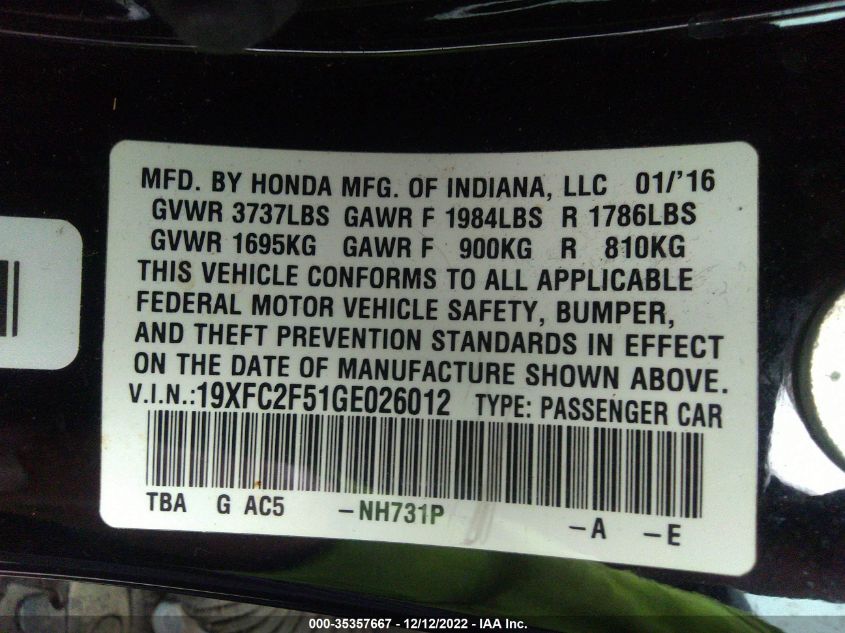 MFD. BY HONDA MFG. OF INDIANA, LLC 01/'16
GVWR 3737LBS GAWR F 1984LBS R 1786LBS
GVWR 1695KG GAWR F 900KG R 810KG
THIS VEHICLE CONFORMS TO ALL APPLICABLE
FEDERAL MOTOR VEHICLE SAFETY, BUMPER,
AND THEFT PREVENTION STANDARDS IN EFFECT
ON THE DATE OF MANUFACTURE SHOWN ABOVE.
V.I.N.:19XFC2F51GE026012 TYPE: PASSENGER CAR
TBA G AC5 -NH731P -A -E
000-35357667 - 12/12/2022 - IAA Inc.